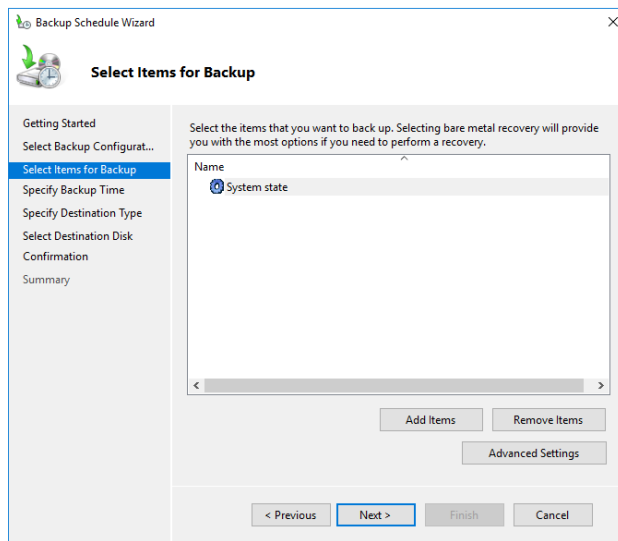 Backup Schedule Wizard
Select Items for Backup
Getting Started
Select Backup Configurat...
Select Items for Backup
Specify Backup Time
Specify Destination Type
Select Destination Disk
Confirmation
Summary
Select the items that you want to back up. Selecting bare metal recovery will provide
you with the most options if you need to perform a recovery.
Name
System state
Add Items
Remove Items
Advanced Settings
< Previous
Next >
Finish
Cancel